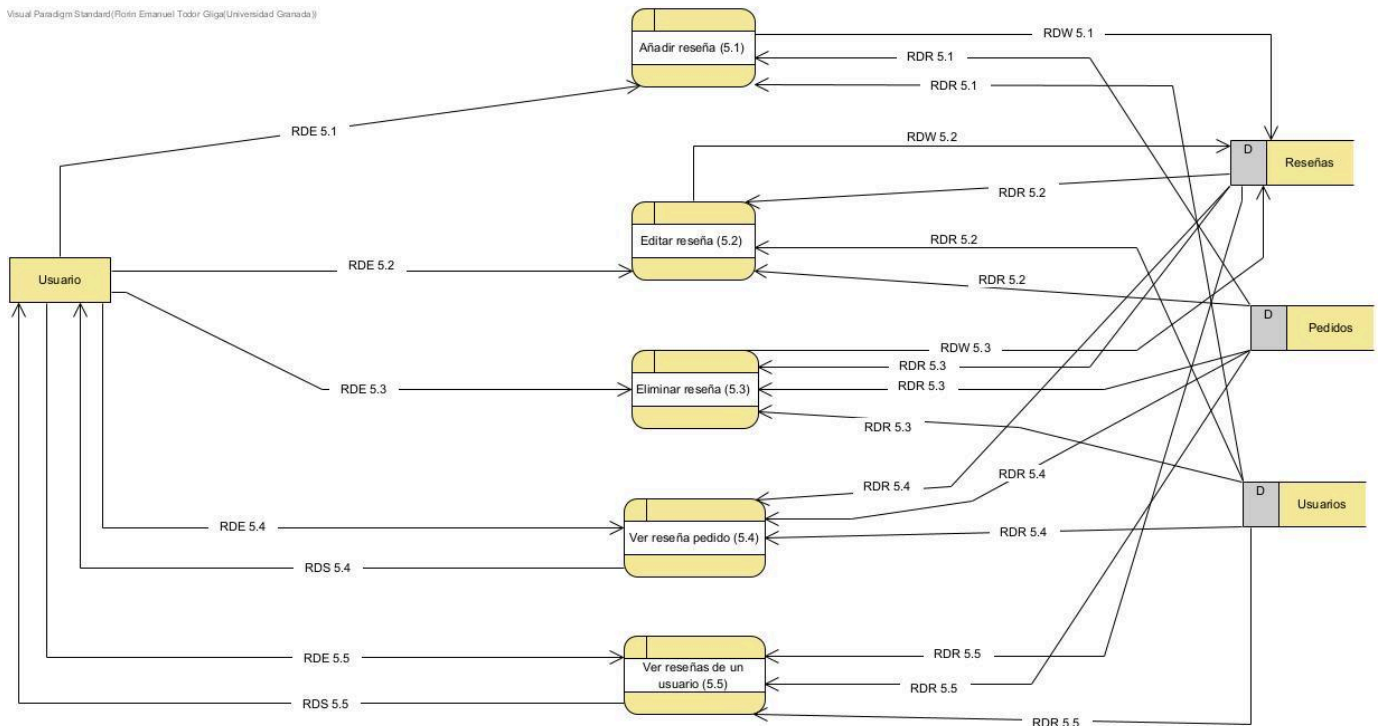 Visual Paradigm Standard(Florin Emanuel Todor Gliga(Universidad Granada))
Añadir reseña (5.1)
RDW 5.1
RDR 5.1
RDR 5.1
RDE 5.1
RDW 5.2
D
Reseñas
RDR 5.2
Editar reseña (5.2)
RDR 5.2
RDE 5.2
Usuario
RDR 5.2
D
Pedidos
RDW 5.3
RDR 5.3
Eliminar reseña (5.3)
RDR 5.3
RDE 5.3
RDR 5.3
RDR 5.4
RDR 5.4
D
Usuarios
RDE 5.4
Ver reseña pedido (5.4)
RDR 5.4
RDS 5.4
RDE 5.5
Ver reseñas de un
usuario (5.5)
RDR 5.5
RDR 5.5
RDS 5.5
RDR 5.5